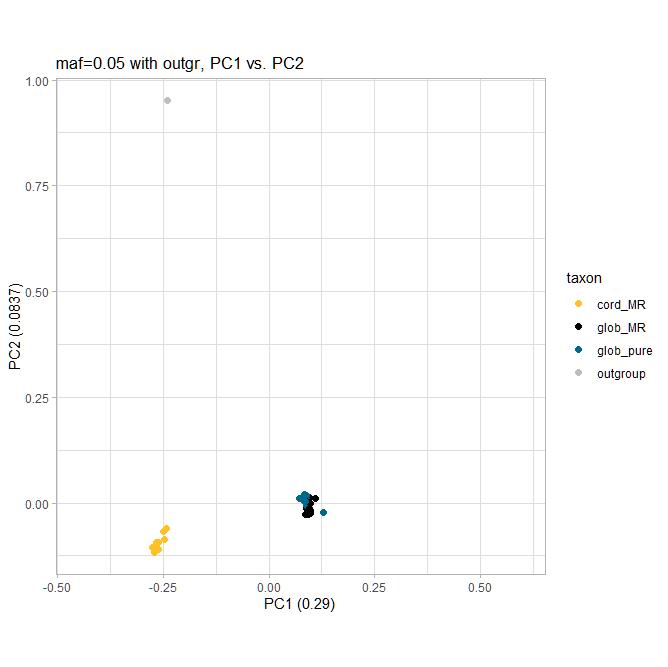 maf=0.05 with outgr, PC1 vs. PC2
1.00
0.75
0.50
0.25
0.00
PC2 (0.0837)
-0.50
-0.25
0.00
0.25
0.50
PC1 (0.29)
taxon
cord_MR
glob_MR
glob_pure
outgroup